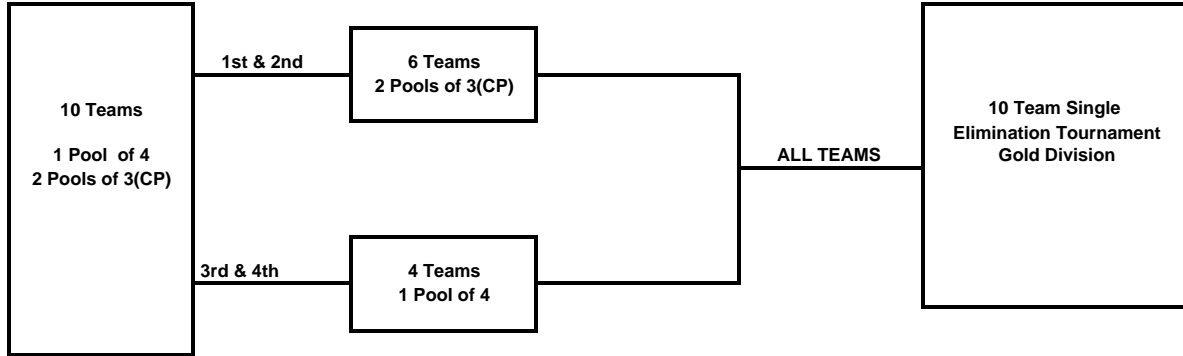 10 Teams
1 Pool of 4
2 Pools of 3(CP)
1st & 2nd
3rd & 4th
6 Teams
2 Pools of 3(CP)
4 Teams
1 Pool of 4
ALL TEAMS
10 Team Single
Elimination Tournament
Gold Division